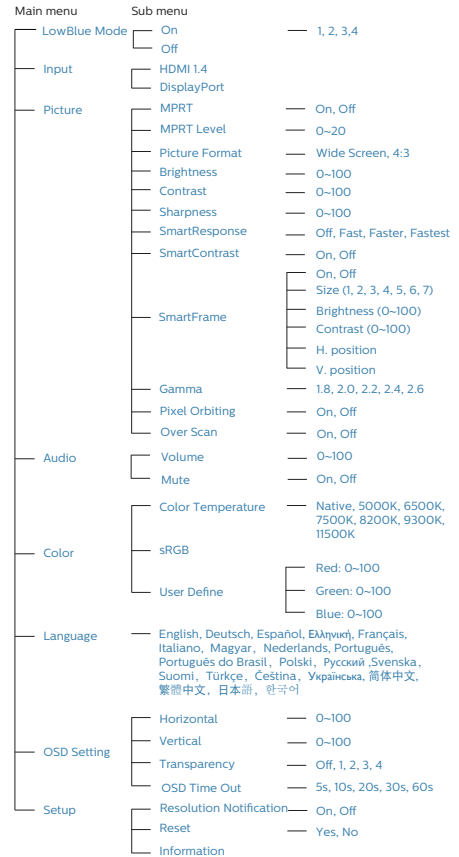 Main menu Sub menu
LowBlue Mode On 1, 2, 3,4
Off
Input HDMI 1.4
DisplayPort
Picture MPRT On, Off
MPRT Level 0~20
Picture Format Wide Screen, 4:3
Brightness 0~100
Contrast 0~100
Sharpness 0~100
SmartResponse Off, Fast, Faster, Fastest
SmartContrast On, Off
On, Off
Size (1, 2, 3, 4, 5, 6, 7)
Brightness (0~100)
SmartFrame
Contrast (0~100)
H. position
V. position
Gamma 1.8, 2.0, 2.2, 2.4, 2.6
Pixel Orbiting On, Off
Over Scan On, Off
Audio Volume 0~100
Mute On, Off
Color Temperature Native, 5000K, 6500K,
7500K, 8200K, 9300K,
11500K
Color sRGB
Red: 0~100
User Define Green: 0~100
Blue: 0~100
Language English, Deutsch, Español, Ελληνική, Français,
Italiano, Magyar, Nederlands, Português,
Português do Brasil, Polski, Русский ,Svenska,
Suomi, Türkçe, Čeština, Українська, 简体中文,
繁體中文, 日本語, 한국어
Horizontal 0~100
Vertical 0~100
OSD Setting
Transparency Off, 1, 2, 3, 4
OSD Time Out 5s, 10s, 20s, 30s, 60s
Setup Resolution Notification On, Off
Reset Yes, No
Information